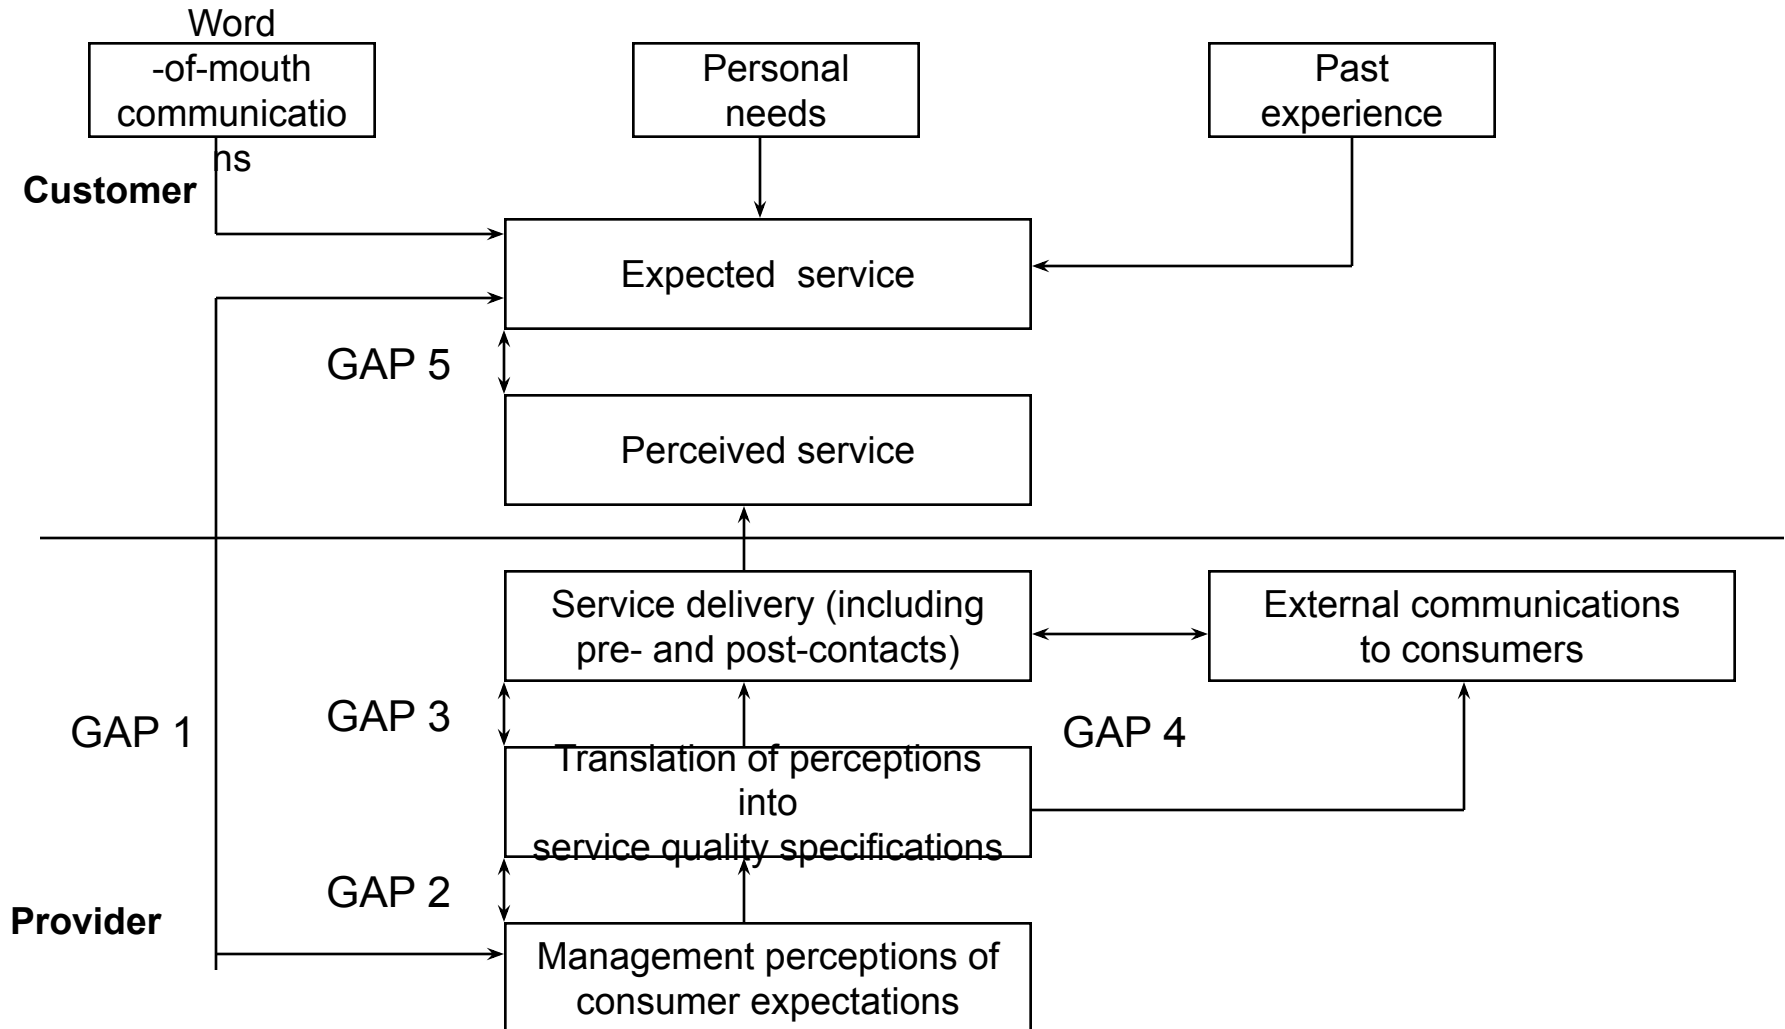 Word
-of-mouth
communicatio
ns
Personal
needs
Past
experience
Customer
Expected  service
GAP 5
Perceived service
Service delivery (including
pre- and post-contacts)
External communications
to consumers
GAP 1
GAP 3
GAP 4
Translation of perceptions
into
service quality specifications
GAP 2
Provider
Management perceptions of
consumer expectations